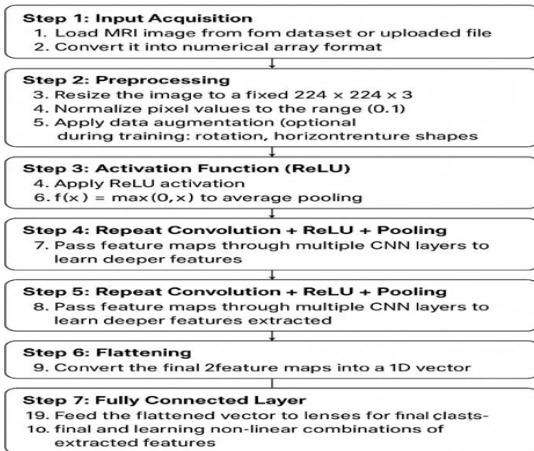 Step 1: Input Acquisition
1. Load MRI image from fom dataset or uploaded file
2. Convert it into numerical array format
Step 2: Preprocessing
3. Resize the image to a fixed 224 x 224 x 3
4. Normalize pixel values to the range (0.1)
5. Apply data augmentation (optional
during training: rotation, horizontrenture shapes
Step 3: Activation Function (ReLU)
4. Apply ReLU activation
6. f(x) = max(0,x) to average pooling
Step 4: Repeat Convolution + ReLU + Pooling
7. Pass feature maps through multiple CNN layers to
learn deeper features
Step 5: Repeat Convolution + ReLU + Pooling
8. Pass feature maps through multiple CNN layers to
learn deeper features extracted
Step 6: Flattening
9. Convert the final 2feature maps into a 1D vector
Step 7: Fully Connected Layer
19. Feed the flattened vector to lenses for final clasts-
1o. final and learning non-linear combinations of
extracted features